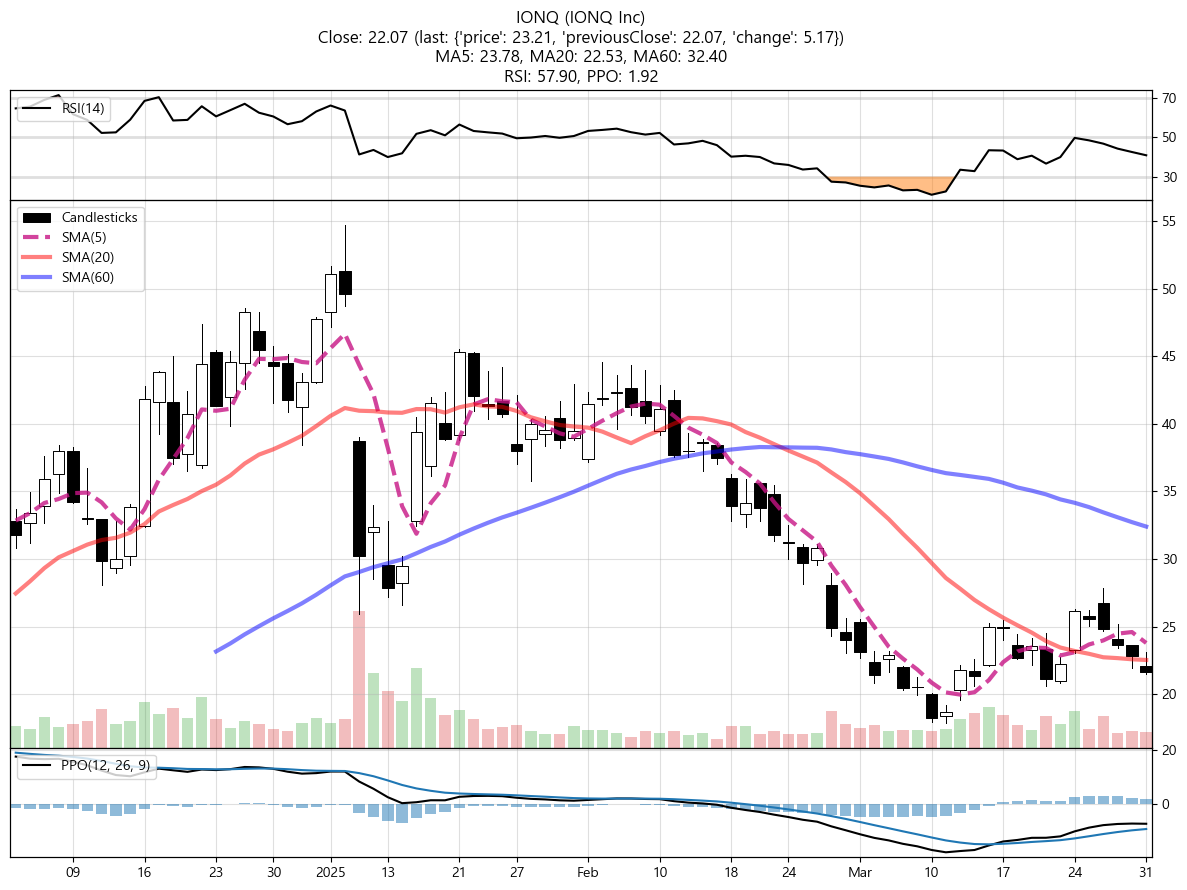 IONQ (IONQ Inc)
Close: 22.07 (last: {'price': 23.21, 'previousClose': 22.07, 'change': 5.17})
MA5: 23.78, MA20: 22.53, MA60: 32.40
RSI: 57.90, PPO: 1.92
RSI(14)
70
50
30
Candlesticks
SMA(5)
SMA(20)
SMA(60)
55
50
45
40
35
30
25
20
PPO(12, 26, 9)
20
0
09 16 23 30 2025 13 21 27 Feb 10 18 24 Mar 10 17 24 31